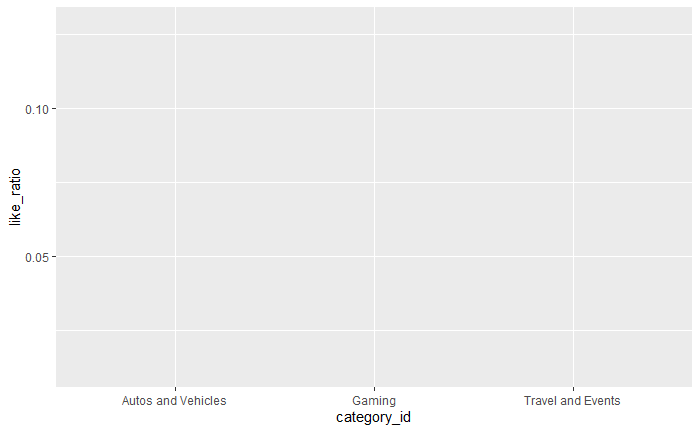 like_ratio
0.10
0.05
Autos and Vehicles
Gaming
Travel and Events
category_id